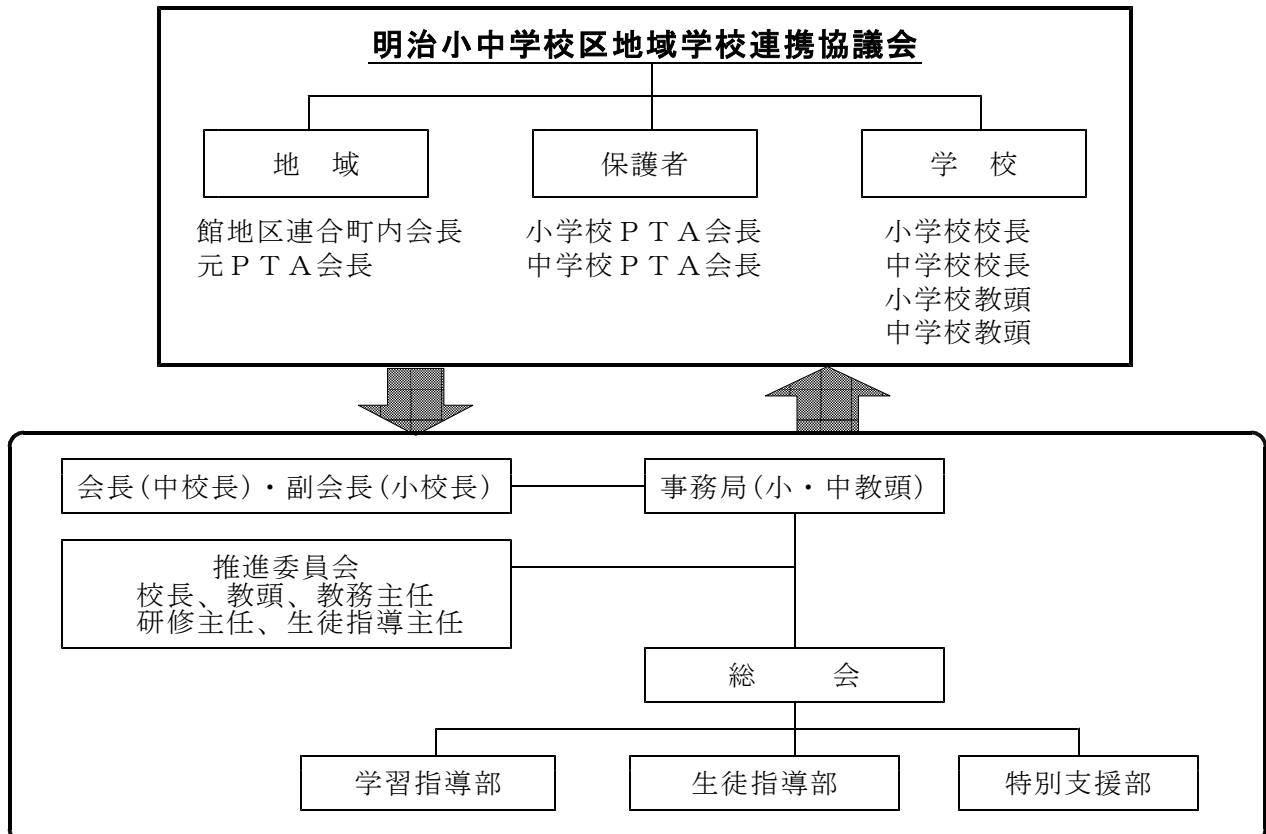 明治小中学校区地域学校連携協議会
地　域
保護者
学　校
館地区連合町内会長
元ＰＴＡ会長
小学校ＰＴＡ会長
中学校ＰＴＡ会長
小学校校長
中学校校長
小学校教頭
中学校教頭
会長(中校長)・副会長(小校長)
事務局(小・中教頭)
推進委員会
校長、教頭、教務主任
研修主任、生徒指導主任
総　　会
学習指導部
生徒指導部
特別支援部